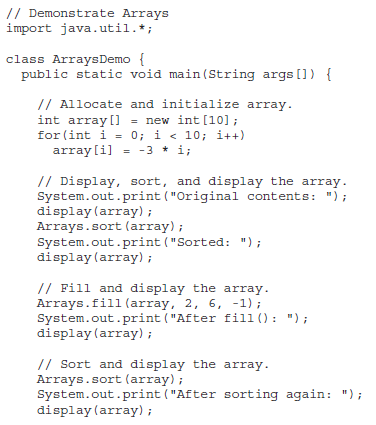 // Demonstrate Arrays
import java.util.*;
class ArraysDemo {
public static void main(String args[]) {
// Allocate and initialize array.
int array[] = new int[10];
for(int i = 0; i < 10; i++)
array[i] = -3 * i;
// Display, sort, and display the array.
System.out.print("Original contents: ");
display(array);
Arrays.sort(array);
System.out.print("Sorted: ");
display(array);
// Fill and display the array.
Arrays.fill(array, 2, 6, -1);
System.out.print("After fill(): ");
display(array);
// Sort and display the array.
Arrays.sort(array);
System.out.print("After sorting again: ");
display(array);